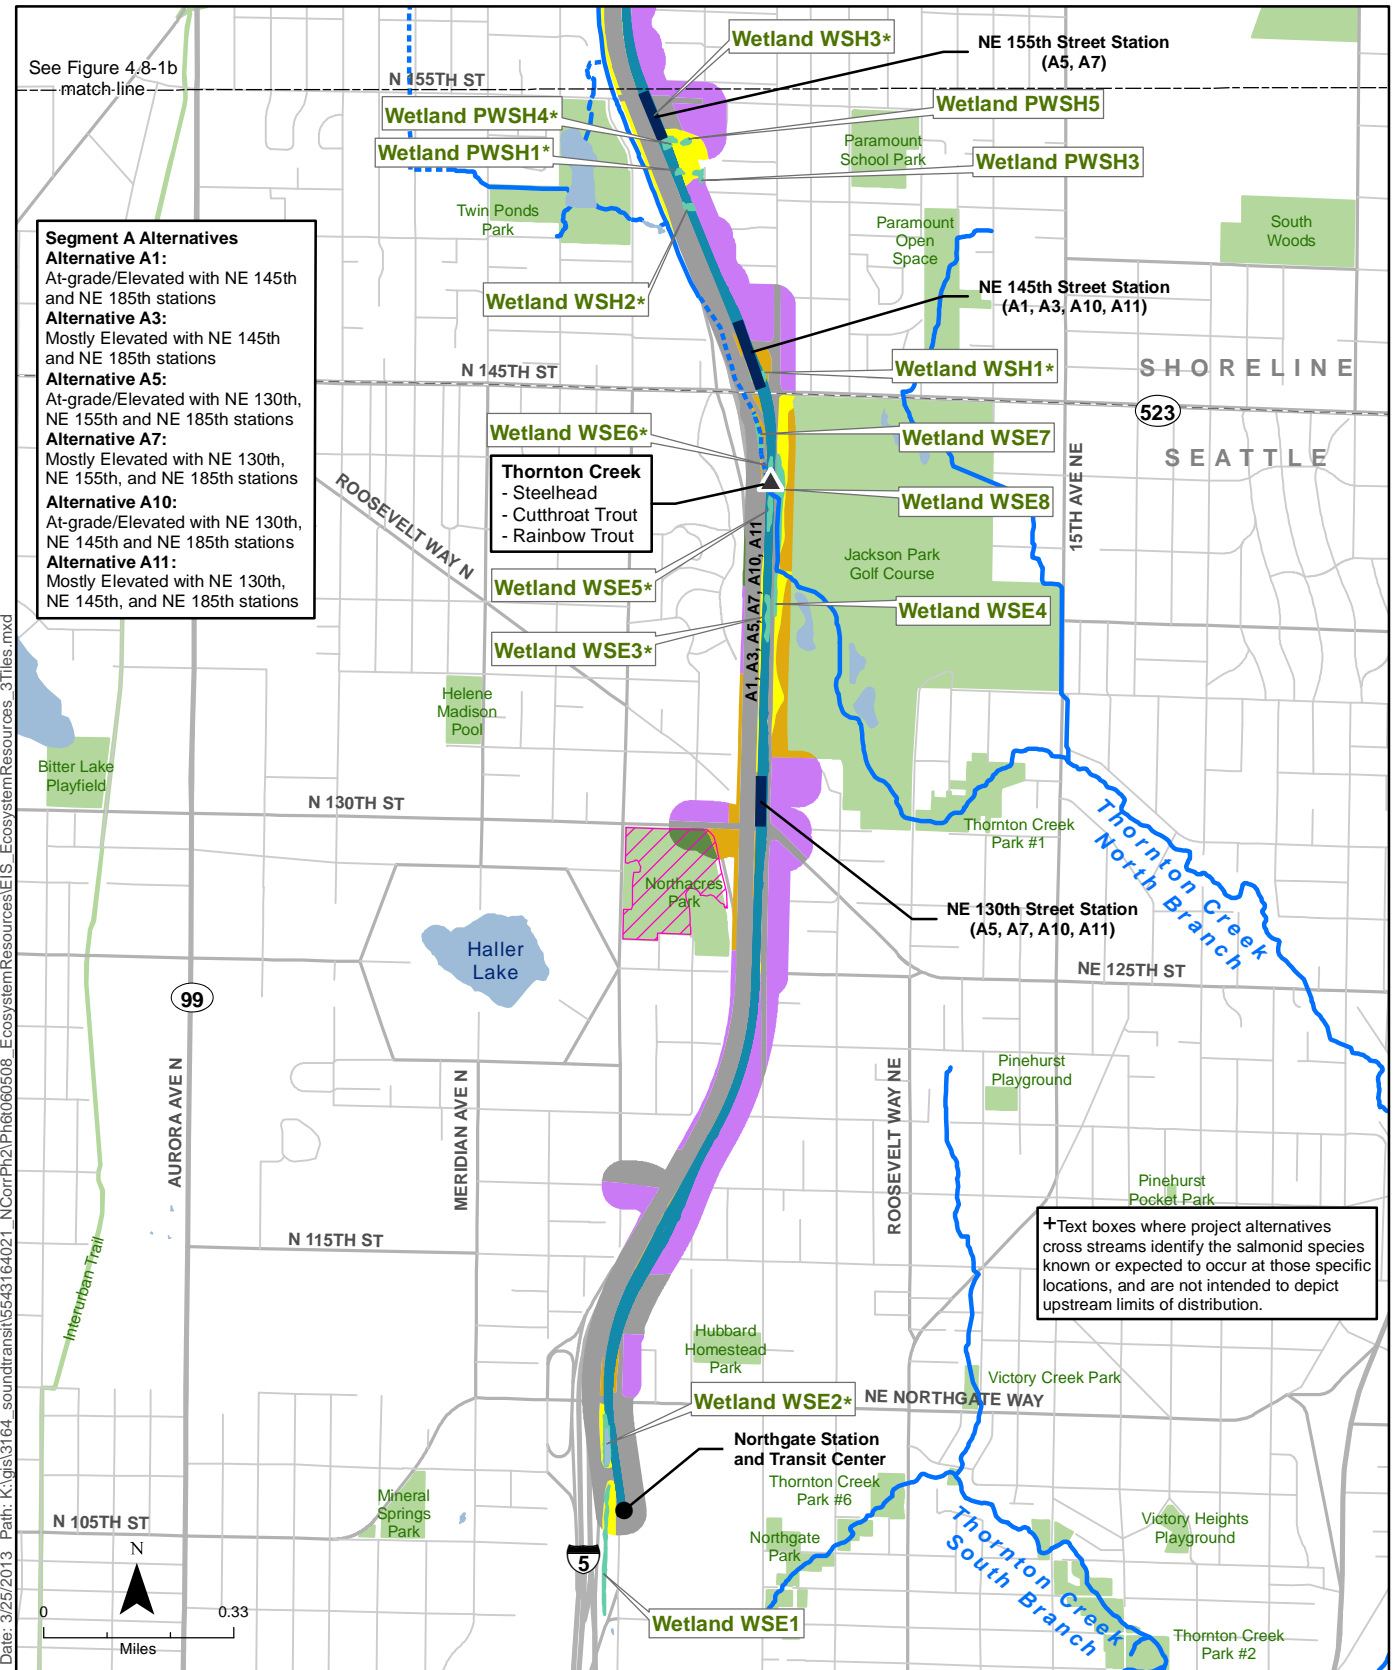 Wetland WSH3*
NE 155th Street Station
(A5, A7)
See Figure 4.8-1b
match-line
N 155TH ST
Wetland PWSH4*
Wetland PWSH5
Wetland PWSH1*
Paramount
School Park
Wetland PWSH3
Twin Ponds
Park
Paramount
Open
Space
South
Woods
Segment A Alternatives
Alternative A1:
At-grade/Elevated with NE 145th
and NE 185th stations
Alternative A3:
Mostly Elevated with NE 145th
and NE 185th stations
Alternative A5:
At-grade/Elevated with NE 130th,
NE 155th and NE 185th stations
Alternative A7:
Mostly Elevated with NE 130th,
NE 155th, and NE 185th stations
Alternative A10:
At-grade/Elevated with NE 130th,
NE 145th and NE 185th stations
Alternative A11:
Mostly Elevated with NE 130th,
NE 145th, and NE 185th stations
Wetland WSH2*
NE 145th Street Station
(A1, A3, A10, A11)
N 145TH ST
Wetland WSH1*
SHORELINE
523
SEATTLE
Wetland WSE6*
Wetland WSE7
15TH AVE NE
Thornton Creek
- Steelhead
- Cutthroat Trout
- Rainbow Trout
Wetland WSE8
ROOSEVELT WAY N
A1, A3, A5, A7, A10, A11
Jackson Park
Golf Course
Wetland WSE5*
Wetland WSE4
Wetland WSE3*
Helene
Madison
Pool
Bitter Lake
Playfield
N 130TH ST
Thornton Creek
Park #1
Thornton Creek
North Branch
Northacres
Park
NE 130th Street Station
(A5, A7, A10, A11)
Haller
Lake
NE 125TH ST
99
AURORA AVE N
MERIDIAN AVE N
ROOSEVELT WAY NE
Pinehurst
Playground
Pinehurst
Pocket Park
+Text boxes where project alternatives
cross streams identify the salmonid species
known or expected to occur at those specific
locations, and are not intended to depict
upstream limits of distribution.
N 115TH ST
Interurban Trail
Hubbard
Homestead
Park
Victory Creek Park
Wetland WSE2*
NE NORTHGATE WAY
Northgate Station
and Transit Center
Thornton Creek
Park #6
Mineral
Springs
Park
N 105TH ST
Northgate
Park
Victory Heights
Playground
Thornton Creek
South Branch
N
5
0
0.33
Miles
Wetland WSE1
Thornton Creek
Park #2
Date: 3/25/2013 Path: K:\gis\3164_soundtransit\5543164021_NCorrPh2\Ph6t060508_EcosystemResources\EIS_EcosystemResources_3Tiles.mxd